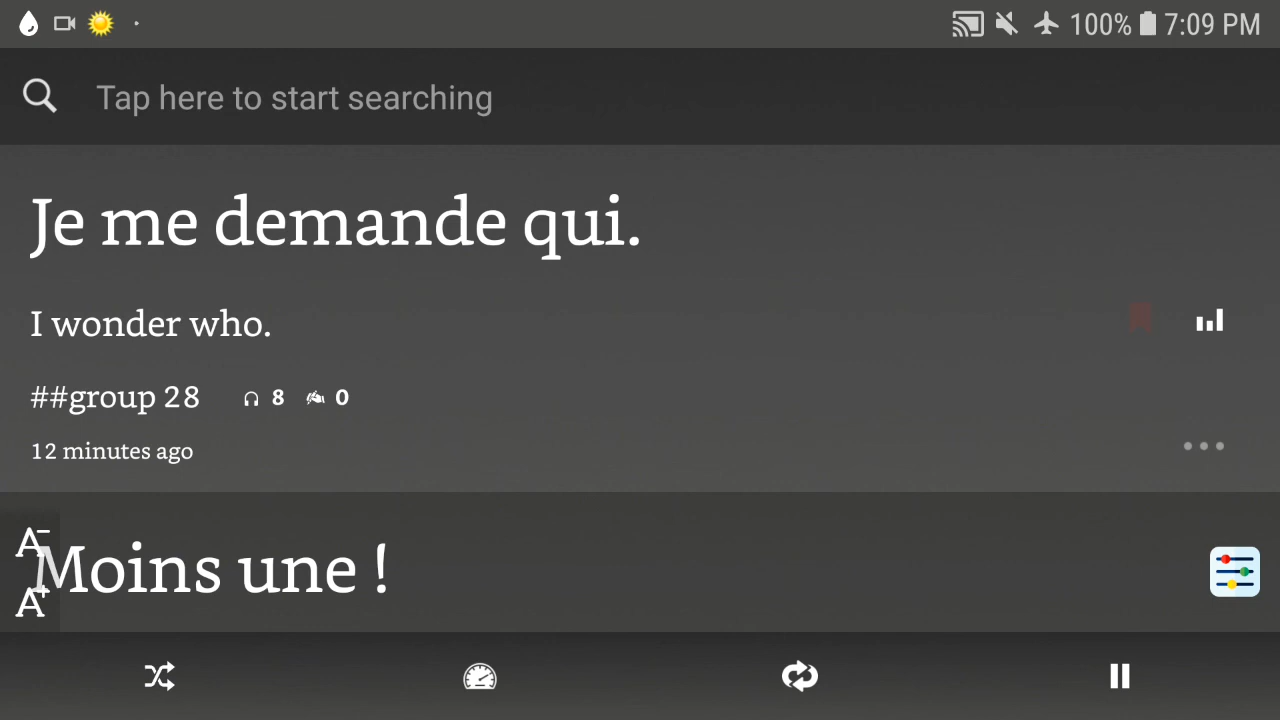 100% 7:09 PM
Tap here to start searching
Je me demande qui.
I wonder who.
##group 28 8 0
12 minutes ago
A-
Moins une !
A+